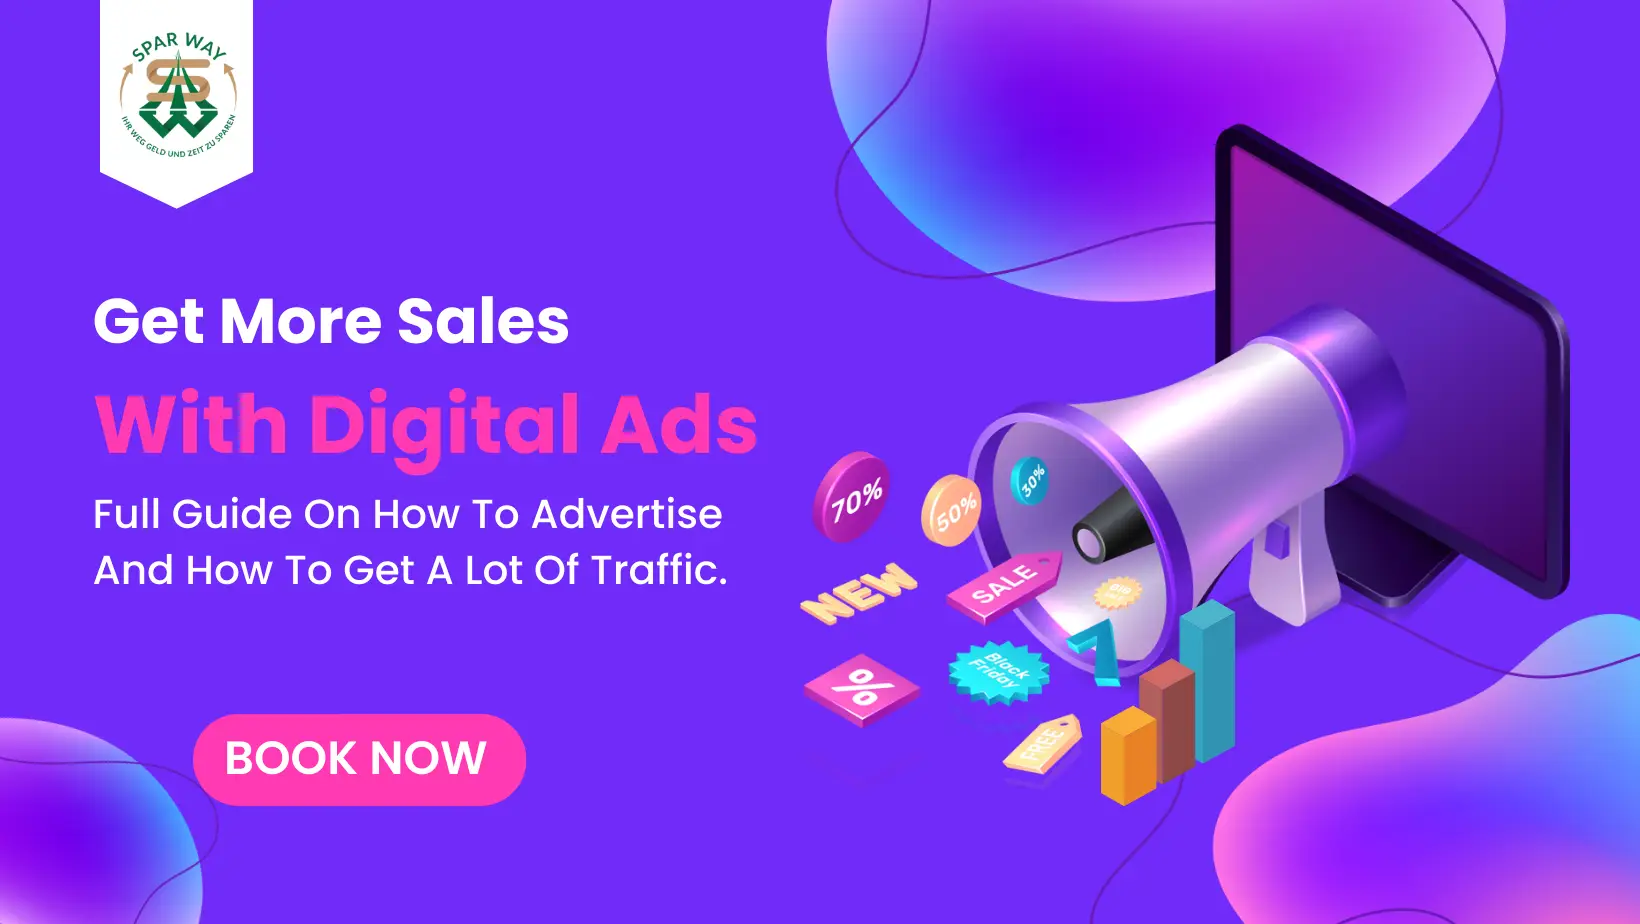 SPAR WAY
IHR WEG GELD UND ZEIT ZU SPAREN
Get More Sales
With Digital Ads
Full Guide On How To Advertise
And How To Get A Lot Of Traffic.
BOOK NOW
70%
50%
30%
NEW
SALE
%
Black
Friday
FREE